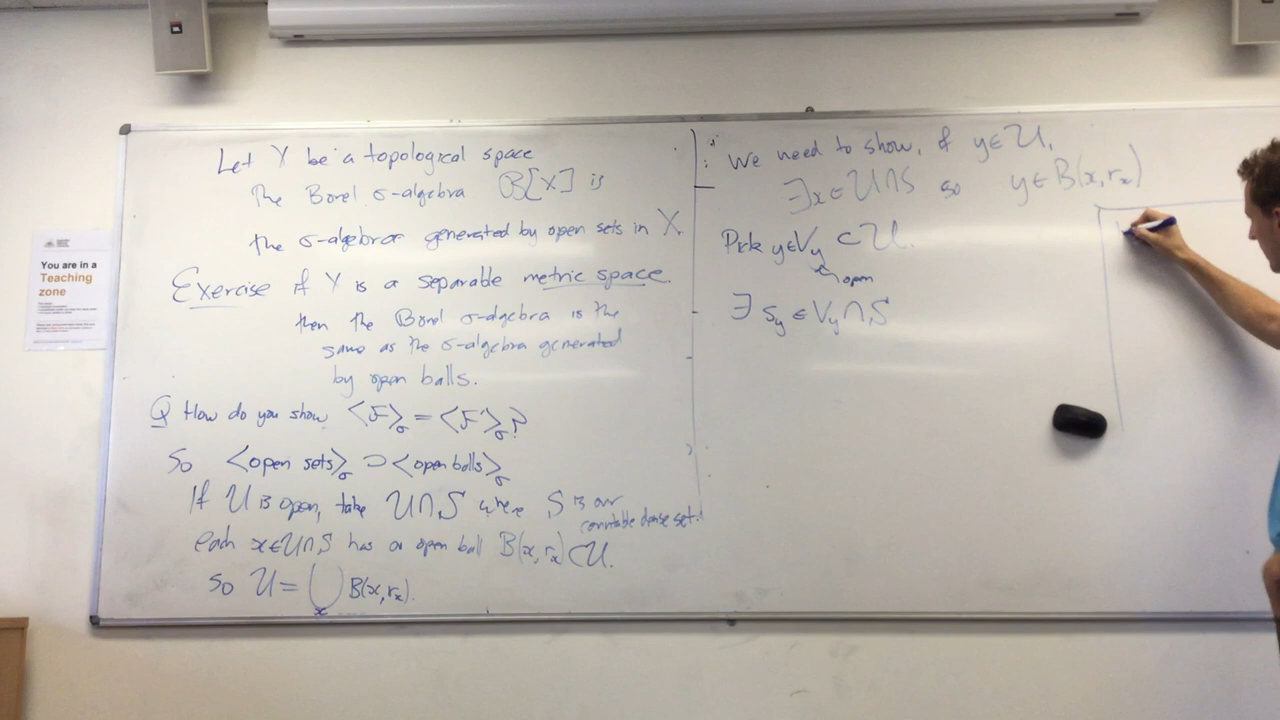 Let X be a topological space
The Borel σ-algebra B[X] is
the σ-algebra generated by open sets in X
Exercise if X is a separable metric space
then the Borel σ-algebra is the
same as the σ-algebra generated
by open balls.
Q How do you show <F>σ = <F'>σ?
So <open sets>σ ⊃ <open balls>σ
If U is open, take U∩S where S is our
countable dense set.
each x∈U∩S has an open ball B(x,rₓ) ⊂ U.
So U = ⋃ₓ B(x,rₓ).
We need to show, if y∈U,
∃x∈U∩S so y∈B(x,rₓ)
Pick y∈V_y ⊂ U.
open
∃ s_y ∈ V_y∩S
You are in a
Teaching
zone